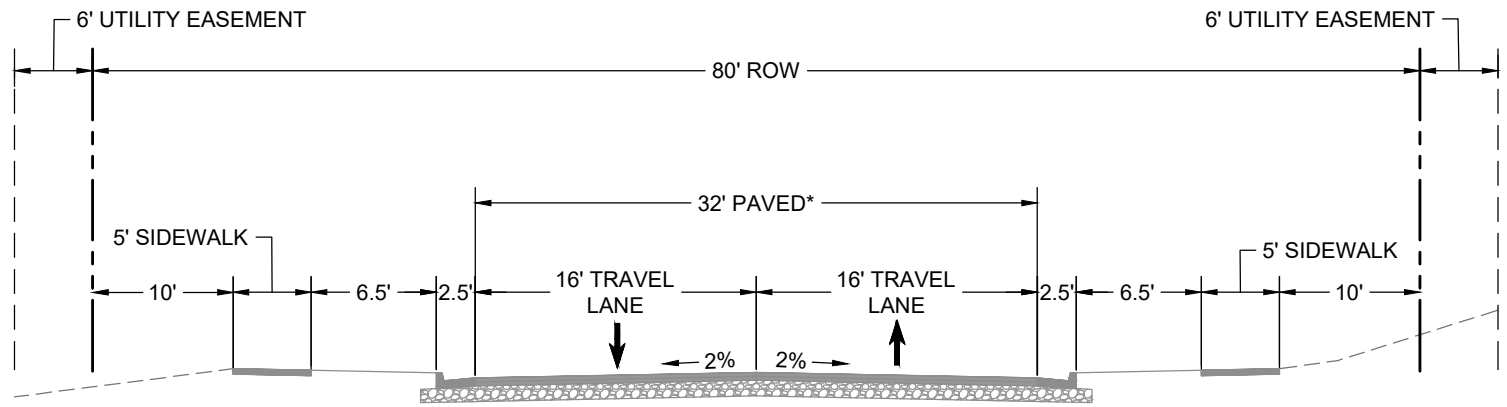 6' UTILITY EASEMENT
6' UTILITY EASEMENT
80' ROW
32' PAVED*
5' SIDEWALK
5' SIDEWALK
10'
6.5'
2.5'
16' TRAVEL
LANE
16' TRAVEL
LANE
2.5'
6.5'
10'
2%
2%